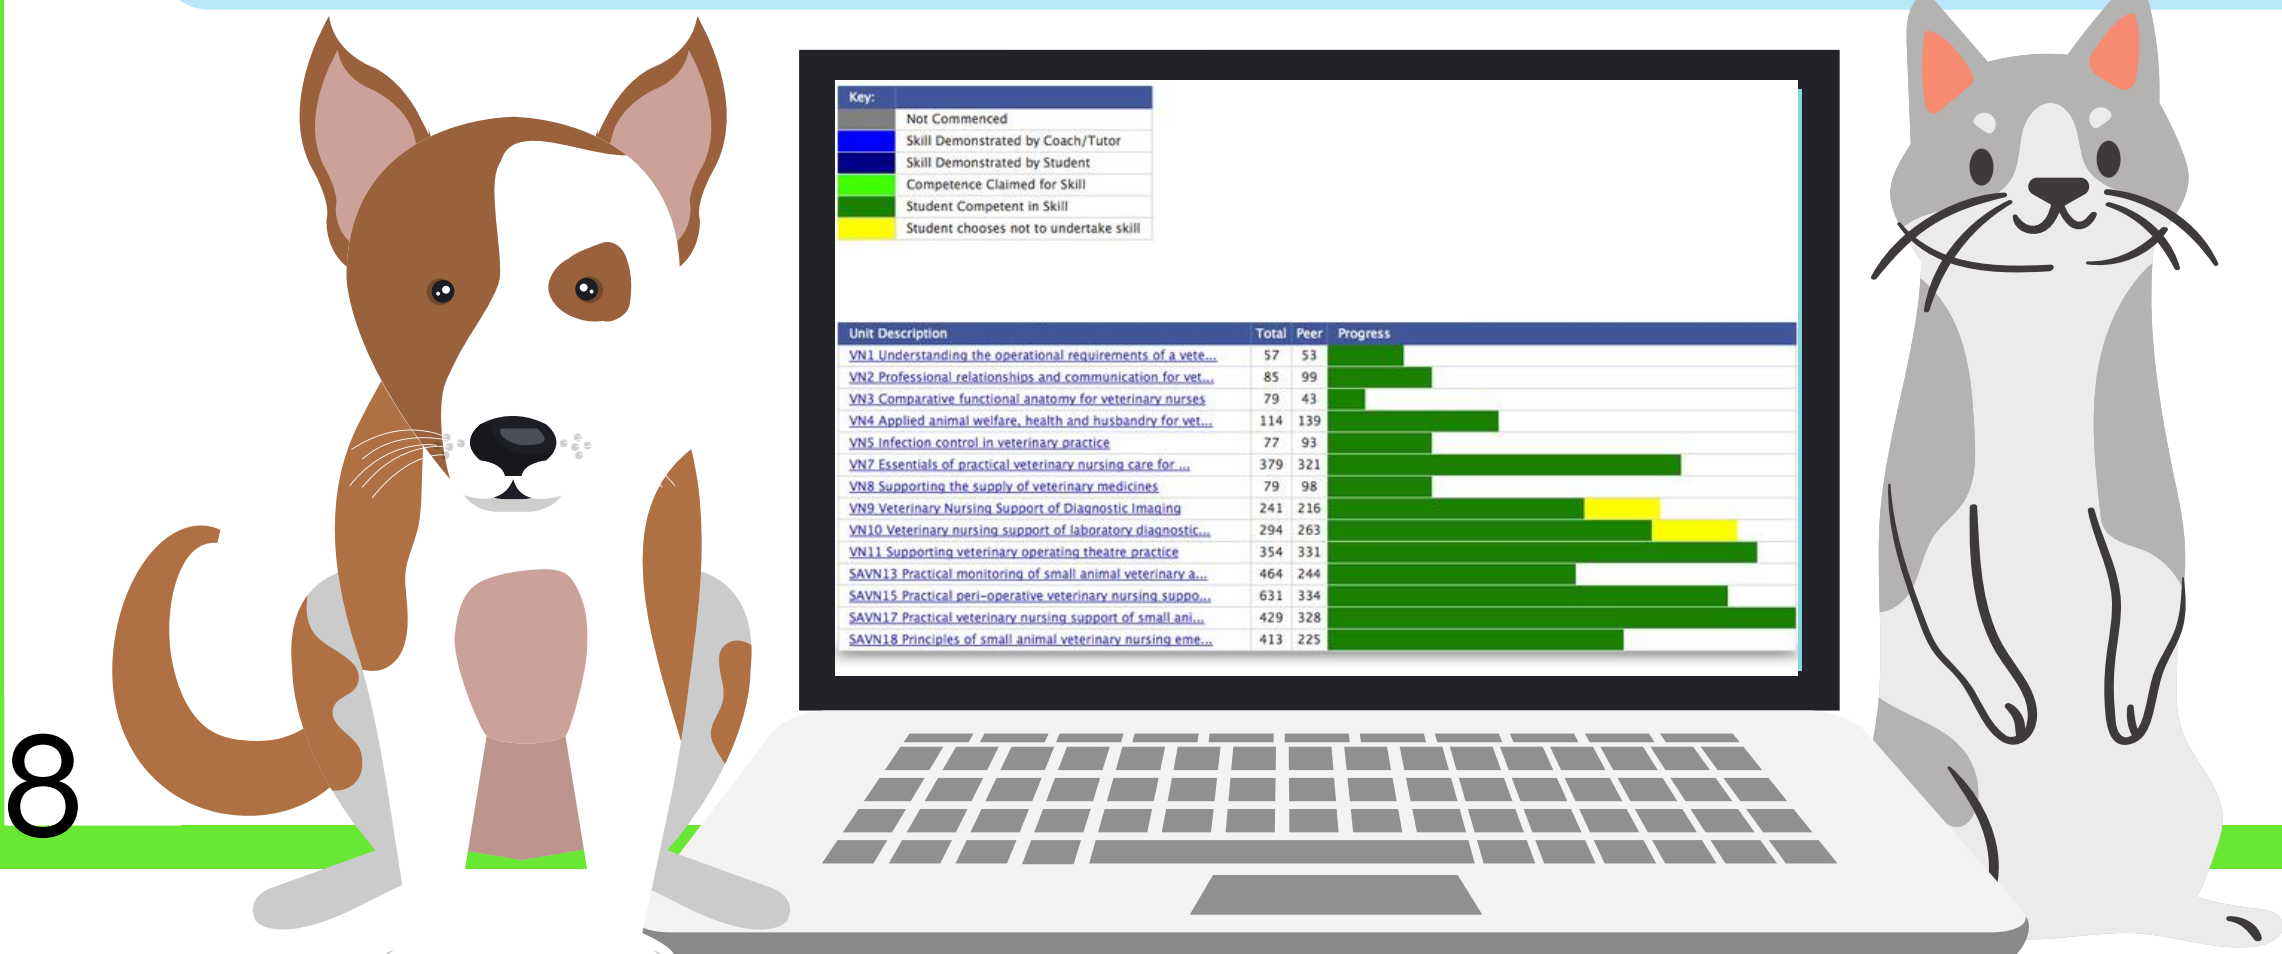 Key:
Not Commenced
Skill Demonstrated by Coach/Tutor
Skill Demonstrated by Student
Competence Claimed for Skill
Student Competent in Skill
Student chooses not to undertake skill
Unit Description Total Peer Progress
VN1 Understanding the operational requirements of a vete... 57 53
VN2 Professional relationships and communication for vet... 85 99
VN3 Comparative functional anatomy for veterinary nurses 79 43
VN4 Applied animal welfare, health and husbandry for vet... 114 139
VN5 Infection control in veterinary practice 77 93
VN7 Essentials of practical veterinary nursing care for ... 379 321
VN8 Supporting the supply of veterinary medicines 79 98
VN9 Veterinary Nursing Support of Diagnostic Imaging 241 216
VN10 Veterinary nursing support of laboratory diagnostic... 294 263
VN11 Supporting veterinary operating theatre practice 354 331
SAVN13 Practical monitoring of small animal veterinary a... 464 244
SAVN15 Practical peri-operative veterinary nursing suppo... 631 334
SAVN17 Practical veterinary nursing support of small ani... 429 328
SAVN18 Principles of small animal veterinary nursing eme... 413 225
8